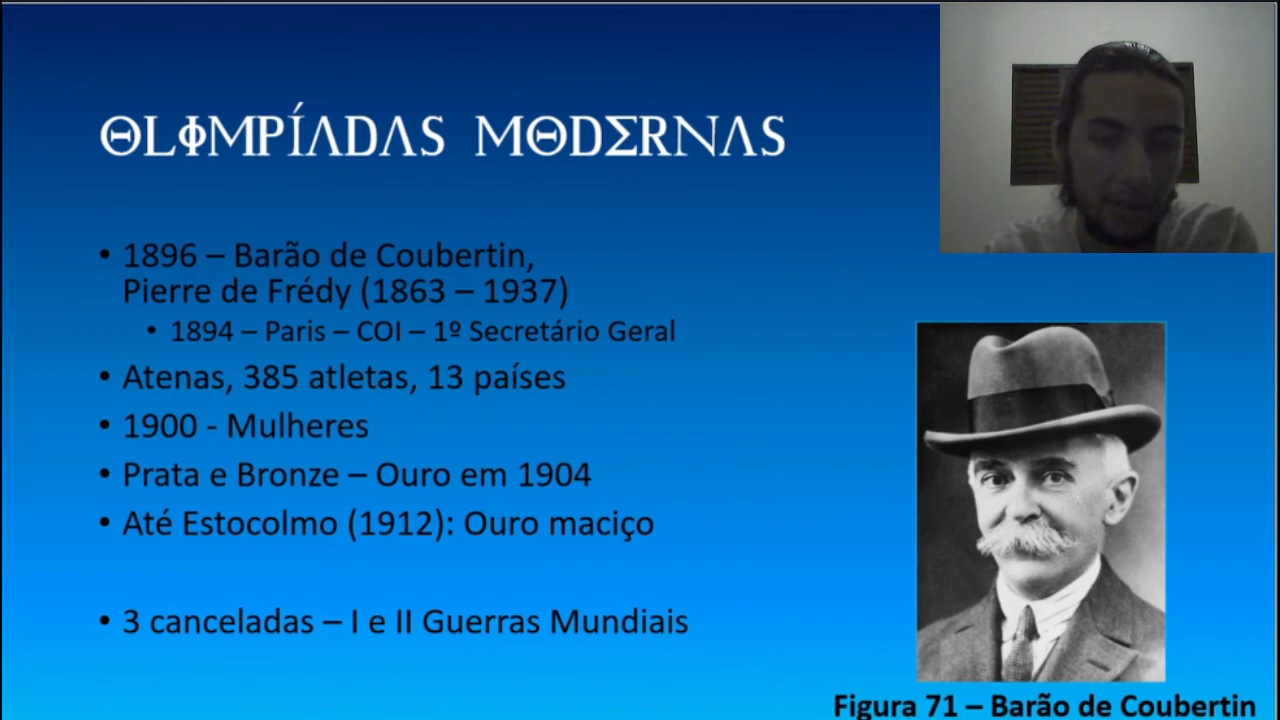 OLIMPÍADAS MODERNAS
• 1896 – Barão de Coubertin,
Pierre de Frédy (1863 – 1937)
• 1894 – Paris – COI – 1º Secretário Geral
• Atenas, 385 atletas, 13 países
• 1900 - Mulheres
• Prata e Bronze – Ouro em 1904
• Até Estocolmo (1912): Ouro maciço
• 3 canceladas – I e II Guerras Mundiais
Figura 71 – Barão de Coubertin